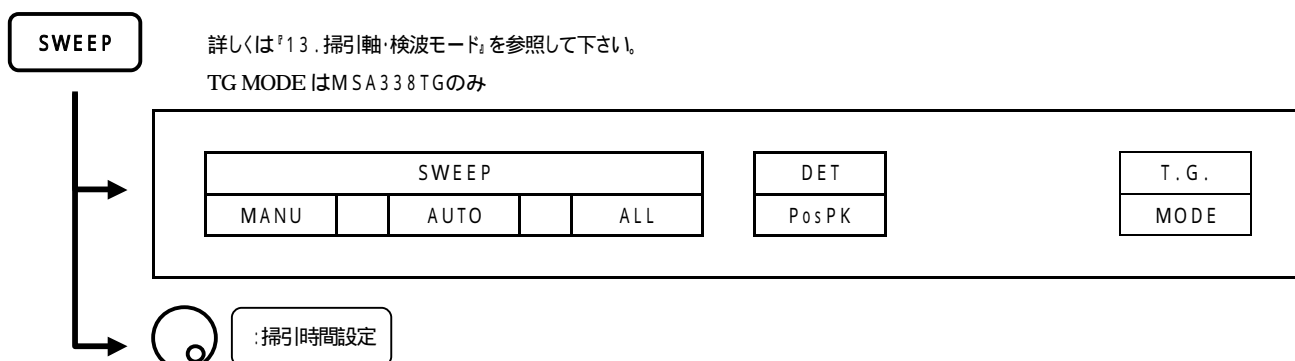 SWEEP
詳しくは『13.掃引軸・検波モード』を参照して下さい。
TG MODE はMSA338TGのみ
SWEEP DET T.G.
MANU AUTO ALL PosPK MODE
:掃引時間設定